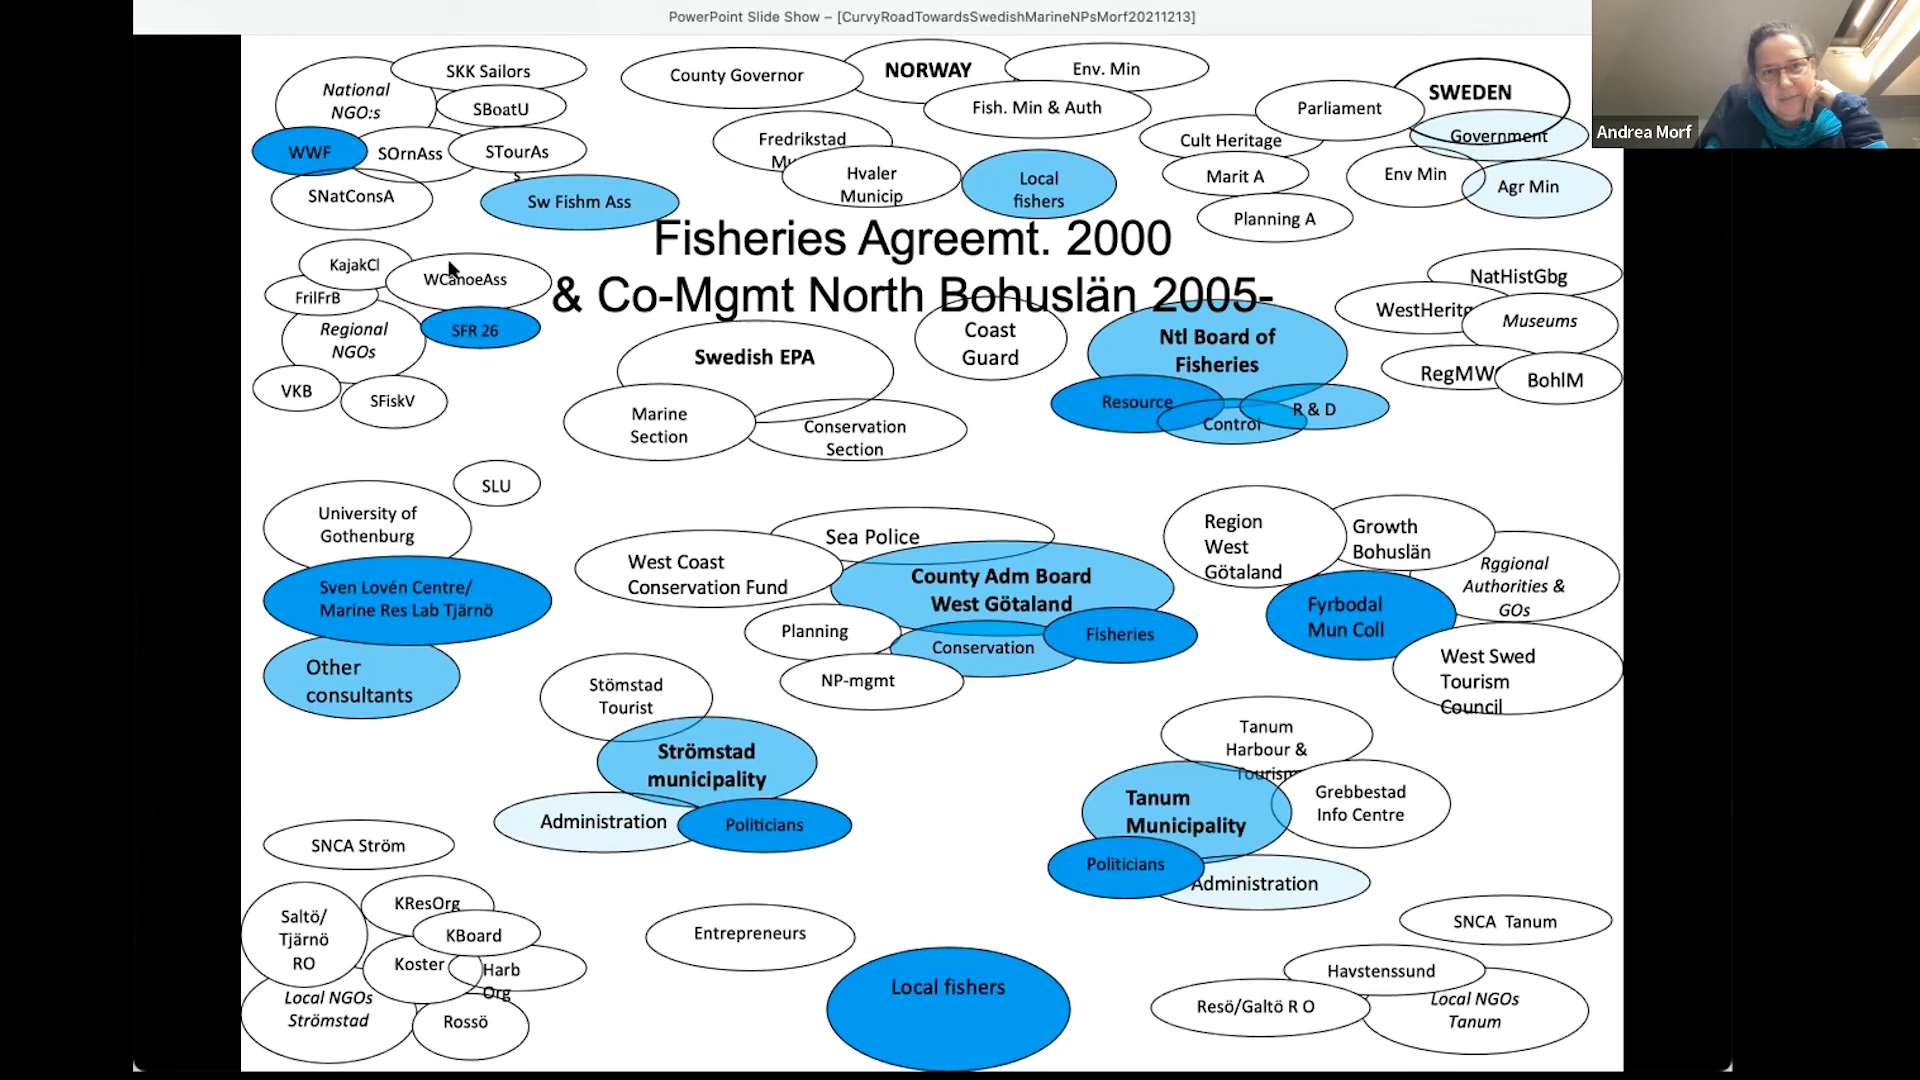 PowerPoint Slide Show – [CurvyRoadTowardsSwedishMarineNPsMorf20211213]
Andrea Morf
National
NGO:s
SKK Sailors
SBoatU
WWF
SOrnAss
STourAs
s
SNatConsA
Sw Fishm Ass
County Governor
NORWAY
Env. Min
Fish. Min & Auth
Fredrikstad
Mu
Hvaler
Municip
Local
fishers
Parliament
SWEDEN
Government
Cult Heritage
Marit A
Env Min
Agr Min
Planning A
Fisheries Agreemt. 2000
& Co-Mgmt North Bohuslän 2005-
KajakCl
WCanoeAss
FrilFrB
SFR 26
Regional
NGOs
VKB
SFiskV
Swedish EPA
Marine
Section
Conservation
Section
Coast
Guard
Ntl Board of
Fisheries
Resource
Control
R & D
NatHistGbg
WestHerit
Museums
RegMW
BohlM
SLU
University of
Gothenburg
Sven Lovén Centre/
Marine Res Lab Tjärnö
Other
consultants
Sea Police
West Coast
Conservation Fund
County Adm Board
West Götaland
Planning
Conservation
Fisheries
NP-mgmt
Region
West
Götaland
Growth
Bohuslän
Rggional
Authorities &
GOs
Fyrbodal
Mun Coll
West Swed
Tourism
Council
Stömstad
Tourist
Strömstad
municipality
Administration
Politicians
Tanum
Harbour &
Tourism
Tanum
Municipality
Grebbestad
Info Centre
Politicians
Administration
SNCA Ström
Saltö/
Tjärnö
RO
KResOrg
KBoard
Koster
Harb
Org
Local NGOs
Strömstad
Rossö
Entrepreneurs
Local fishers
SNCA Tanum
Havstenssund
Resö/Galtö R O
Local NGOs
Tanum